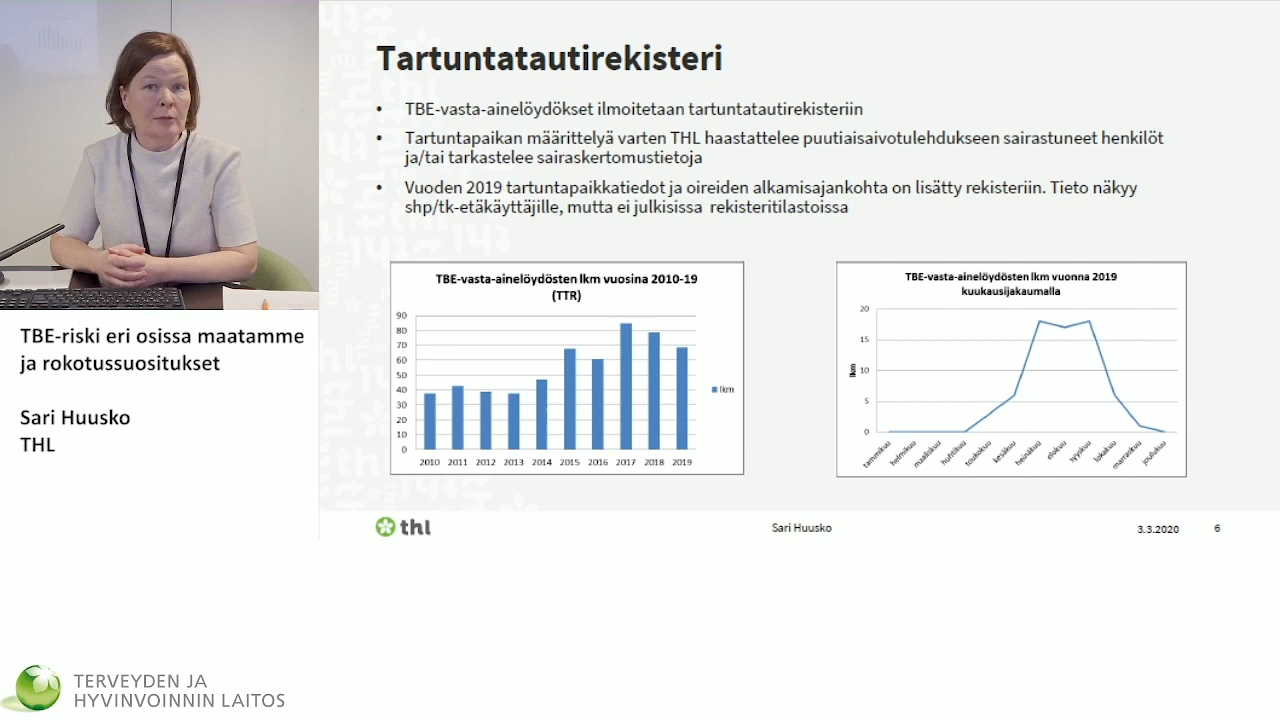 Tartuntatautirekisteri
• TBE-vasta-ainelöydökset ilmoitetaan tartuntatautirekisteriin
• Tartuntapaikan määrittelyä varten THL haastattelee puutiaisaivotulehdukseen sairastuneet henkilöt
ja/tai tarkastelee sairaskertomustietoja
• Vuoden 2019 tartuntapaikkatiedot ja oireiden alkamisajankohta on lisätty rekisteriin. Tieto näkyy
shp/tk-etäkäyttäjille, mutta ei julkisissa rekisteritilastoissa
TBE-vasta-ainelöydösten lkm vuosina 2010-19
(TTR)
90
80
70
60
50
40
30
20
10
0
2010 2011 2012 2013 2014 2015 2016 2017 2018 2019
lkm
TBE-vasta-ainelöydösten lkm vuonna 2019
kuukausijakaumalla
20
15
10
5
0
lkm
tammikuu helmikuu maaliskuu huhtikuu toukokuu kesäkuu heinäkuu elokuu syyskuu lokakuu marraskuu joulukuu
thl
Sari Huusko
3.3.2020
6
TBE-riski eri osissa maatamme
ja rokotussuositukset
Sari Huusko
THL
TERVEYDEN JA
HYVINVOINNIN LAITOS